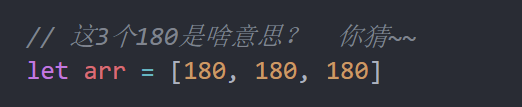 // 这3个180是啥意思？ 你猜~~
let arr = [180, 180, 180]